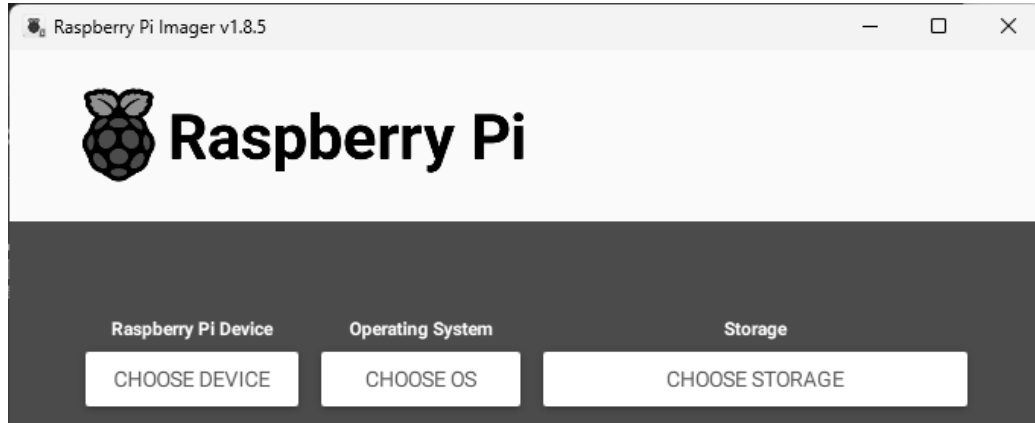 Raspberry Pi Imager v1.8.5
Raspberry Pi
Raspberry Pi Device Operating System Storage
CHOOSE DEVICE CHOOSE OS CHOOSE STORAGE